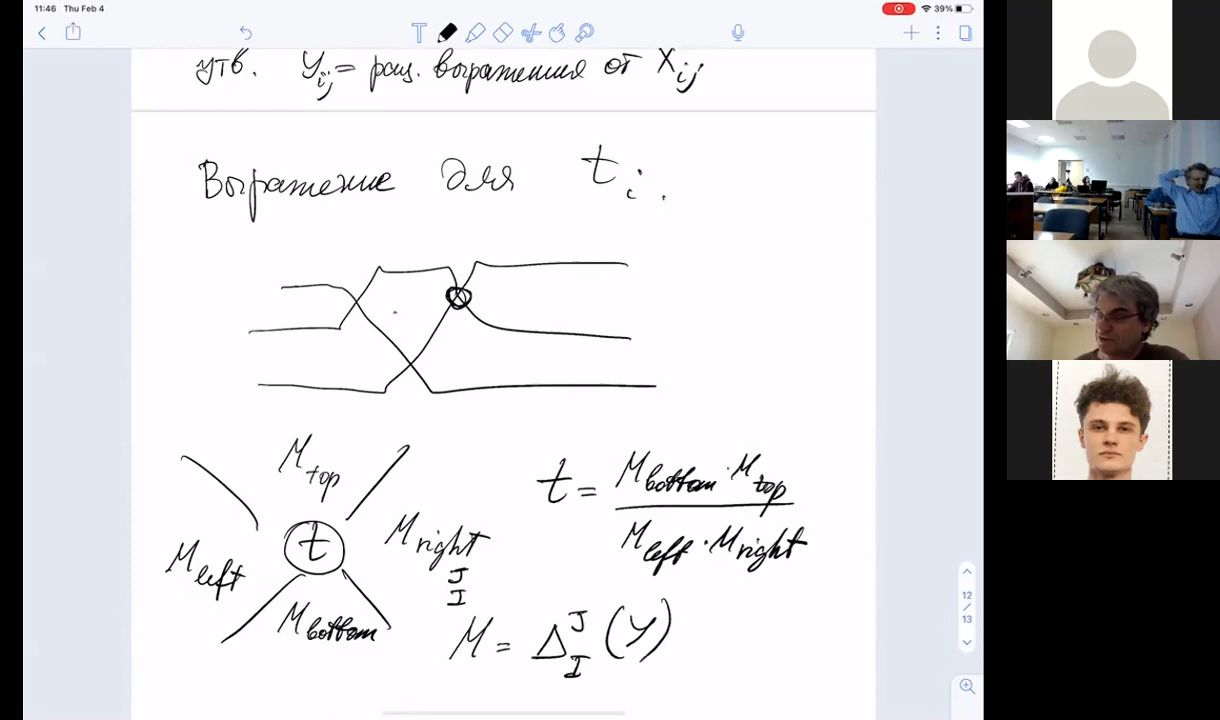 11:46 Thu Feb 4
39%
утв. Y_ij = рац. выражения от X_ij
Выражение для t_i.
M_top
M_left t M_right
J
I
M_bottom
t = M_bottom · M_top / M_left · M_right
M = Δ_I^J (Y)
12
/
13